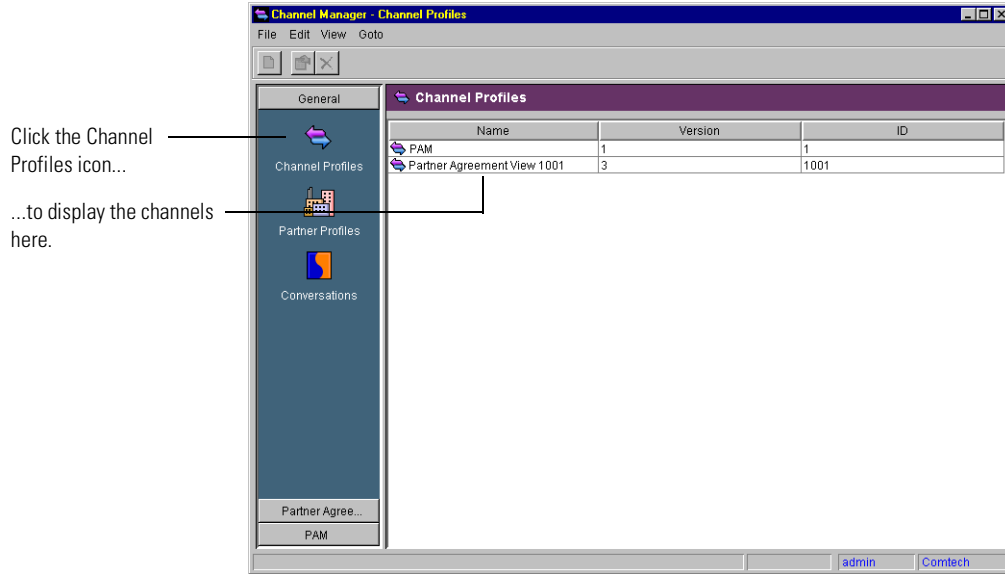 Channel Manager - Channel Profiles
File Edit View Goto
General
Channel Profiles
Click the Channel
Profiles icon...
Channel Profiles
...to display the channels
here.
Partner Profiles
Conversations
Name Version ID
PAM 1 1
Partner Agreement View 1001 3 1001
Partner Agree...
PAM
admin Comtech